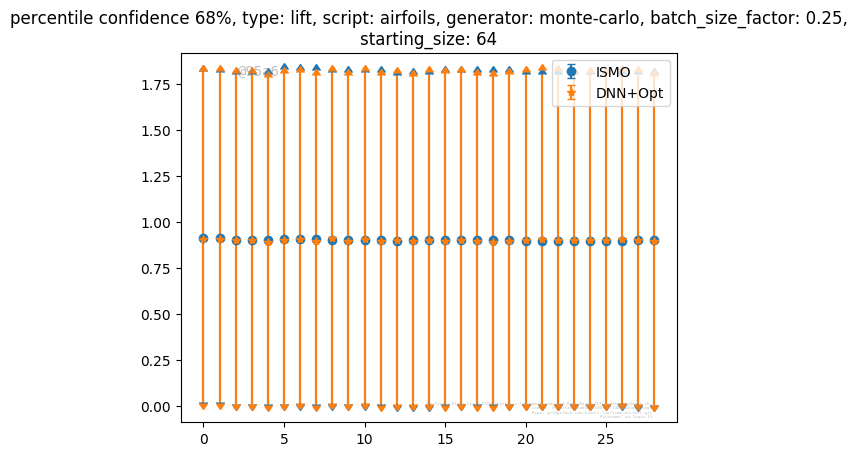 percentile confidence 68%, type: lift, script: airfoils, generator: monte-carlo, batch_size_factor: 0.25,
starting_size: 64
ISMO
DNN+Opt
1.75
1.50
1.25
1.00
0.75
0.50
0.25
0.00
0 5 10 15 20 25